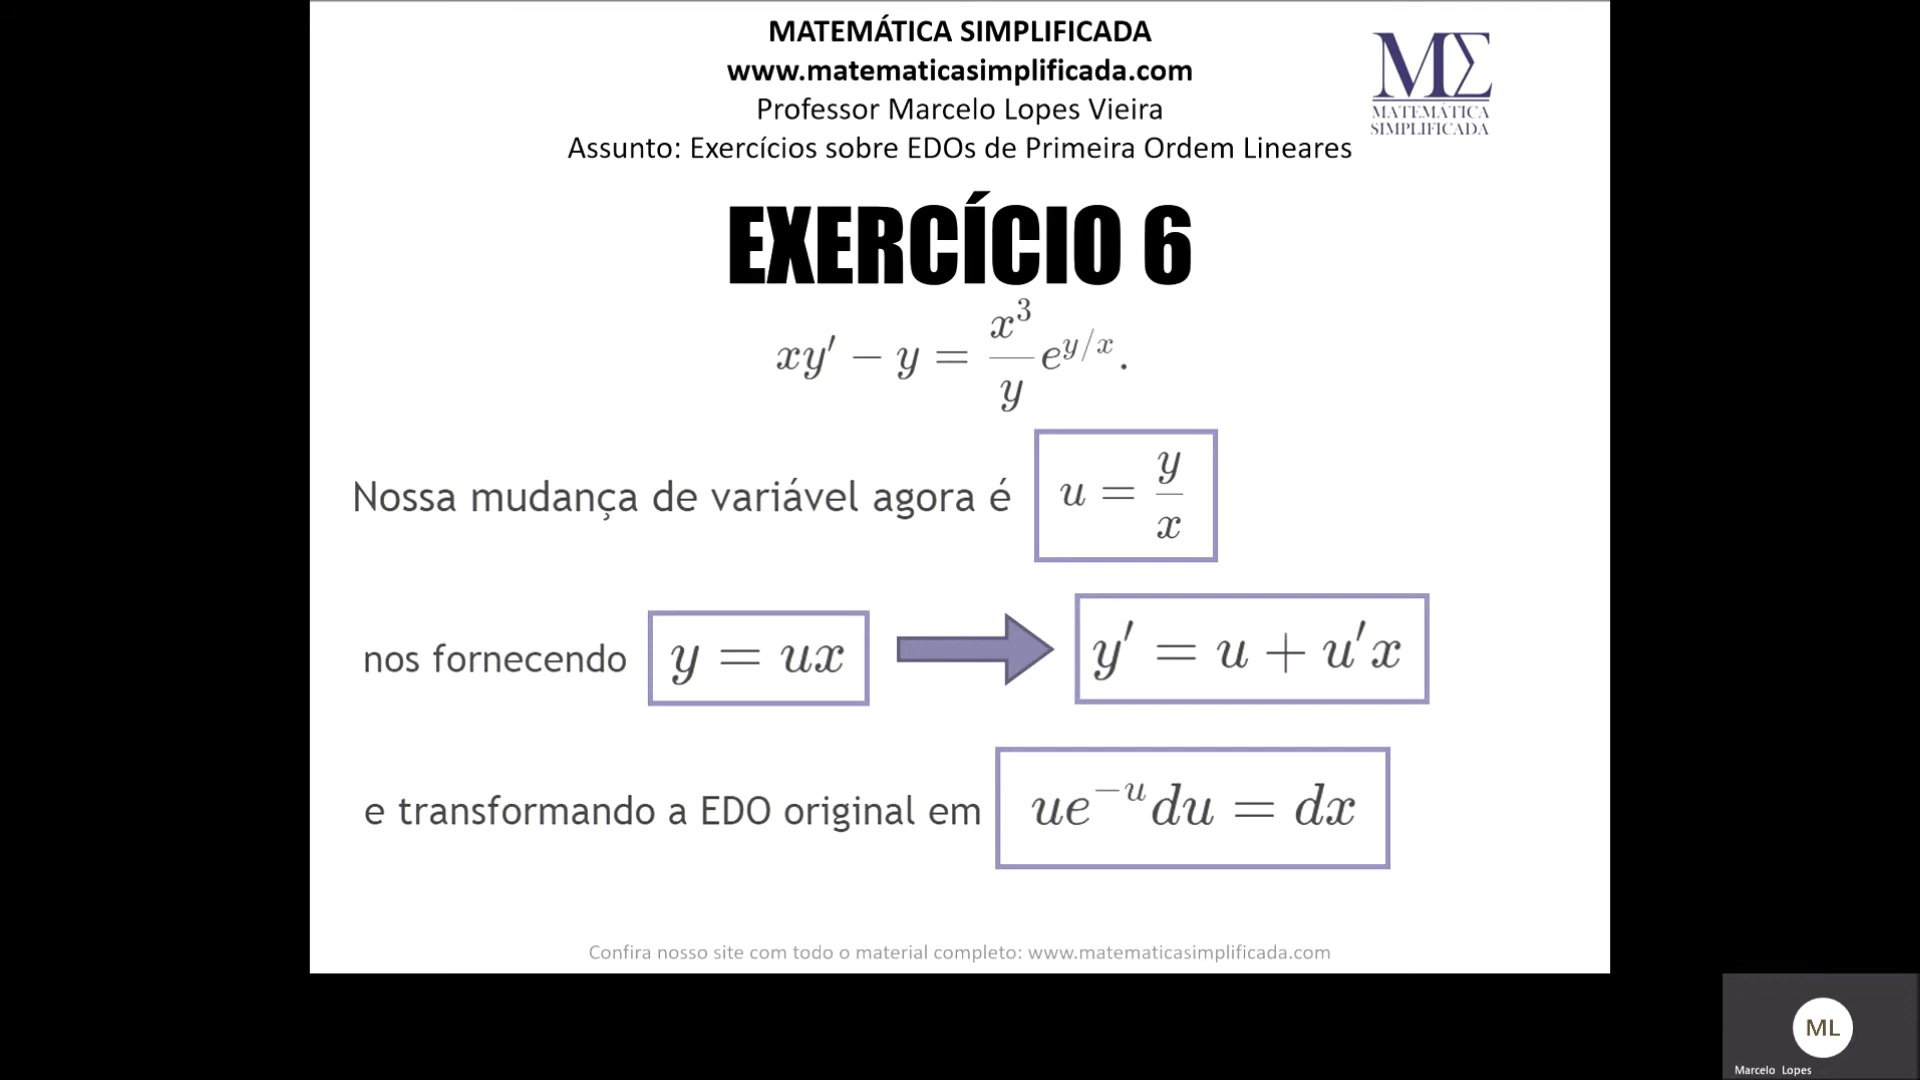 MATEMÁTICA SIMPLIFICADA
www.matematicasimplificada.com
Professor Marcelo Lopes Vieira
Assunto: Exercícios sobre EDOs de Primeira Ordem Lineares
MΣ
MATEMÁTICA
SIMPLIFICADA
EXERCÍCIO 6
xy′ − y = x³/y e^{y/x}.
Nossa mudança de variável agora é u = y/x
nos fornecendo y = ux y′ = u + u′x
e transformando a EDO original em ue^{−u}du = dx
Confira nosso site com todo o material completo: www.matematicasimplificada.com
ML
Marcelo Lopes